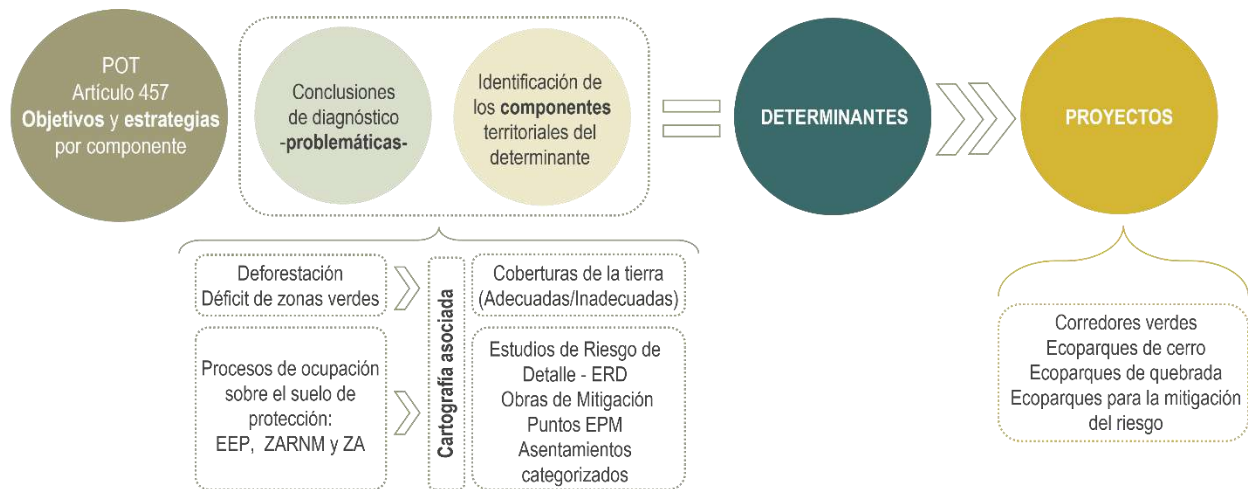 POT
Artículo 457
Objetivos y estrategias
por componente
Conclusiones
de diagnóstico
-problemáticas-
Identificación de
los componentes
territoriales del
determinante
DETERMINANTES
PROYECTOS
Deforestación
Déficit de zonas verdes
Procesos de ocupación
sobre el suelo de
protección:
EEP, ZARNM y ZA
Cartografía asociada
Coberturas de la tierra
(Adecuadas/Inadecuadas)
Estudios de Riesgo de
Detalle - ERD
Obras de Mitigación
Puntos EPM
Asentamientos
categorizados
Corredores verdes
Ecoparques de cerro
Ecoparques de quebrada
Ecoparques para la mitigación
del riesgo